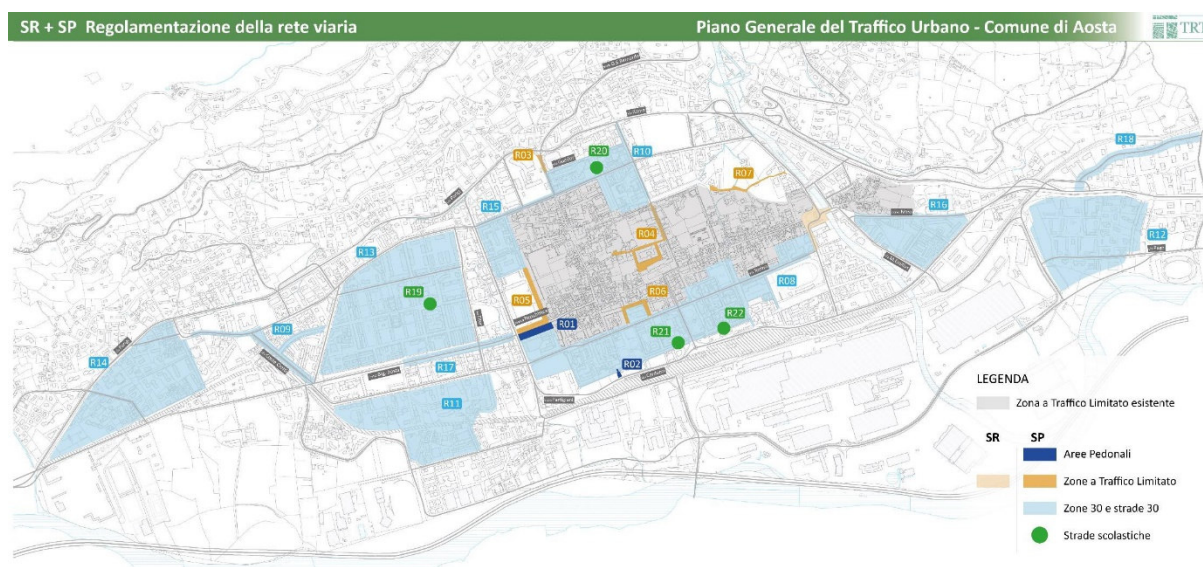 SR + SP Regolamentazione della rete viaria
Piano Generale del Traffico Urbano - Comune di Aosta
TRT
R18
R03
R20
R10
R07
R15
R16
R04
R12
R13
R08
R19
R05
R06
R01
R09
R22
R21
R14
R17
R02
R11
LEGENDA
Zona a Traffico Limitato esistente
SR SP
Aree Pedonali
Zone a Traffico Limitato
Zone 30 e strade 30
Strade scolastiche